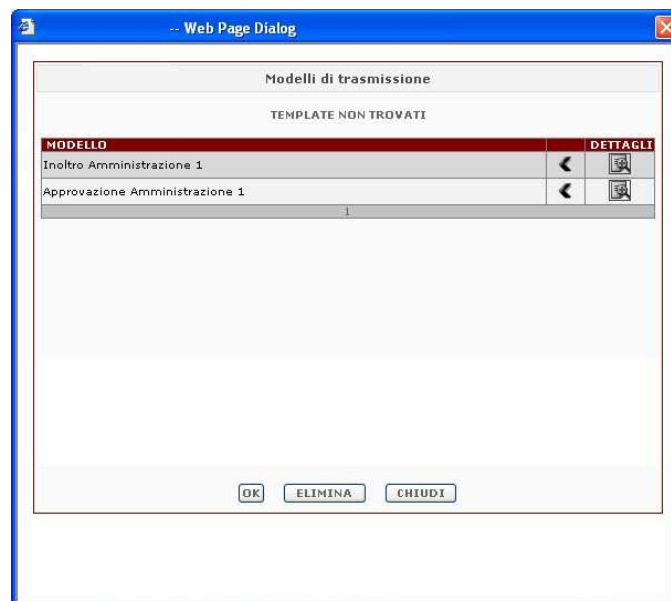 -- Web Page Dialog
Modelli di trasmissione
TEMPLATE NON TROVATI
MODELLO DETTAGLI
Inoltro Amministrazione 1
Approvazione Amministrazione 1
1
OK ELIMINA CHIUDI